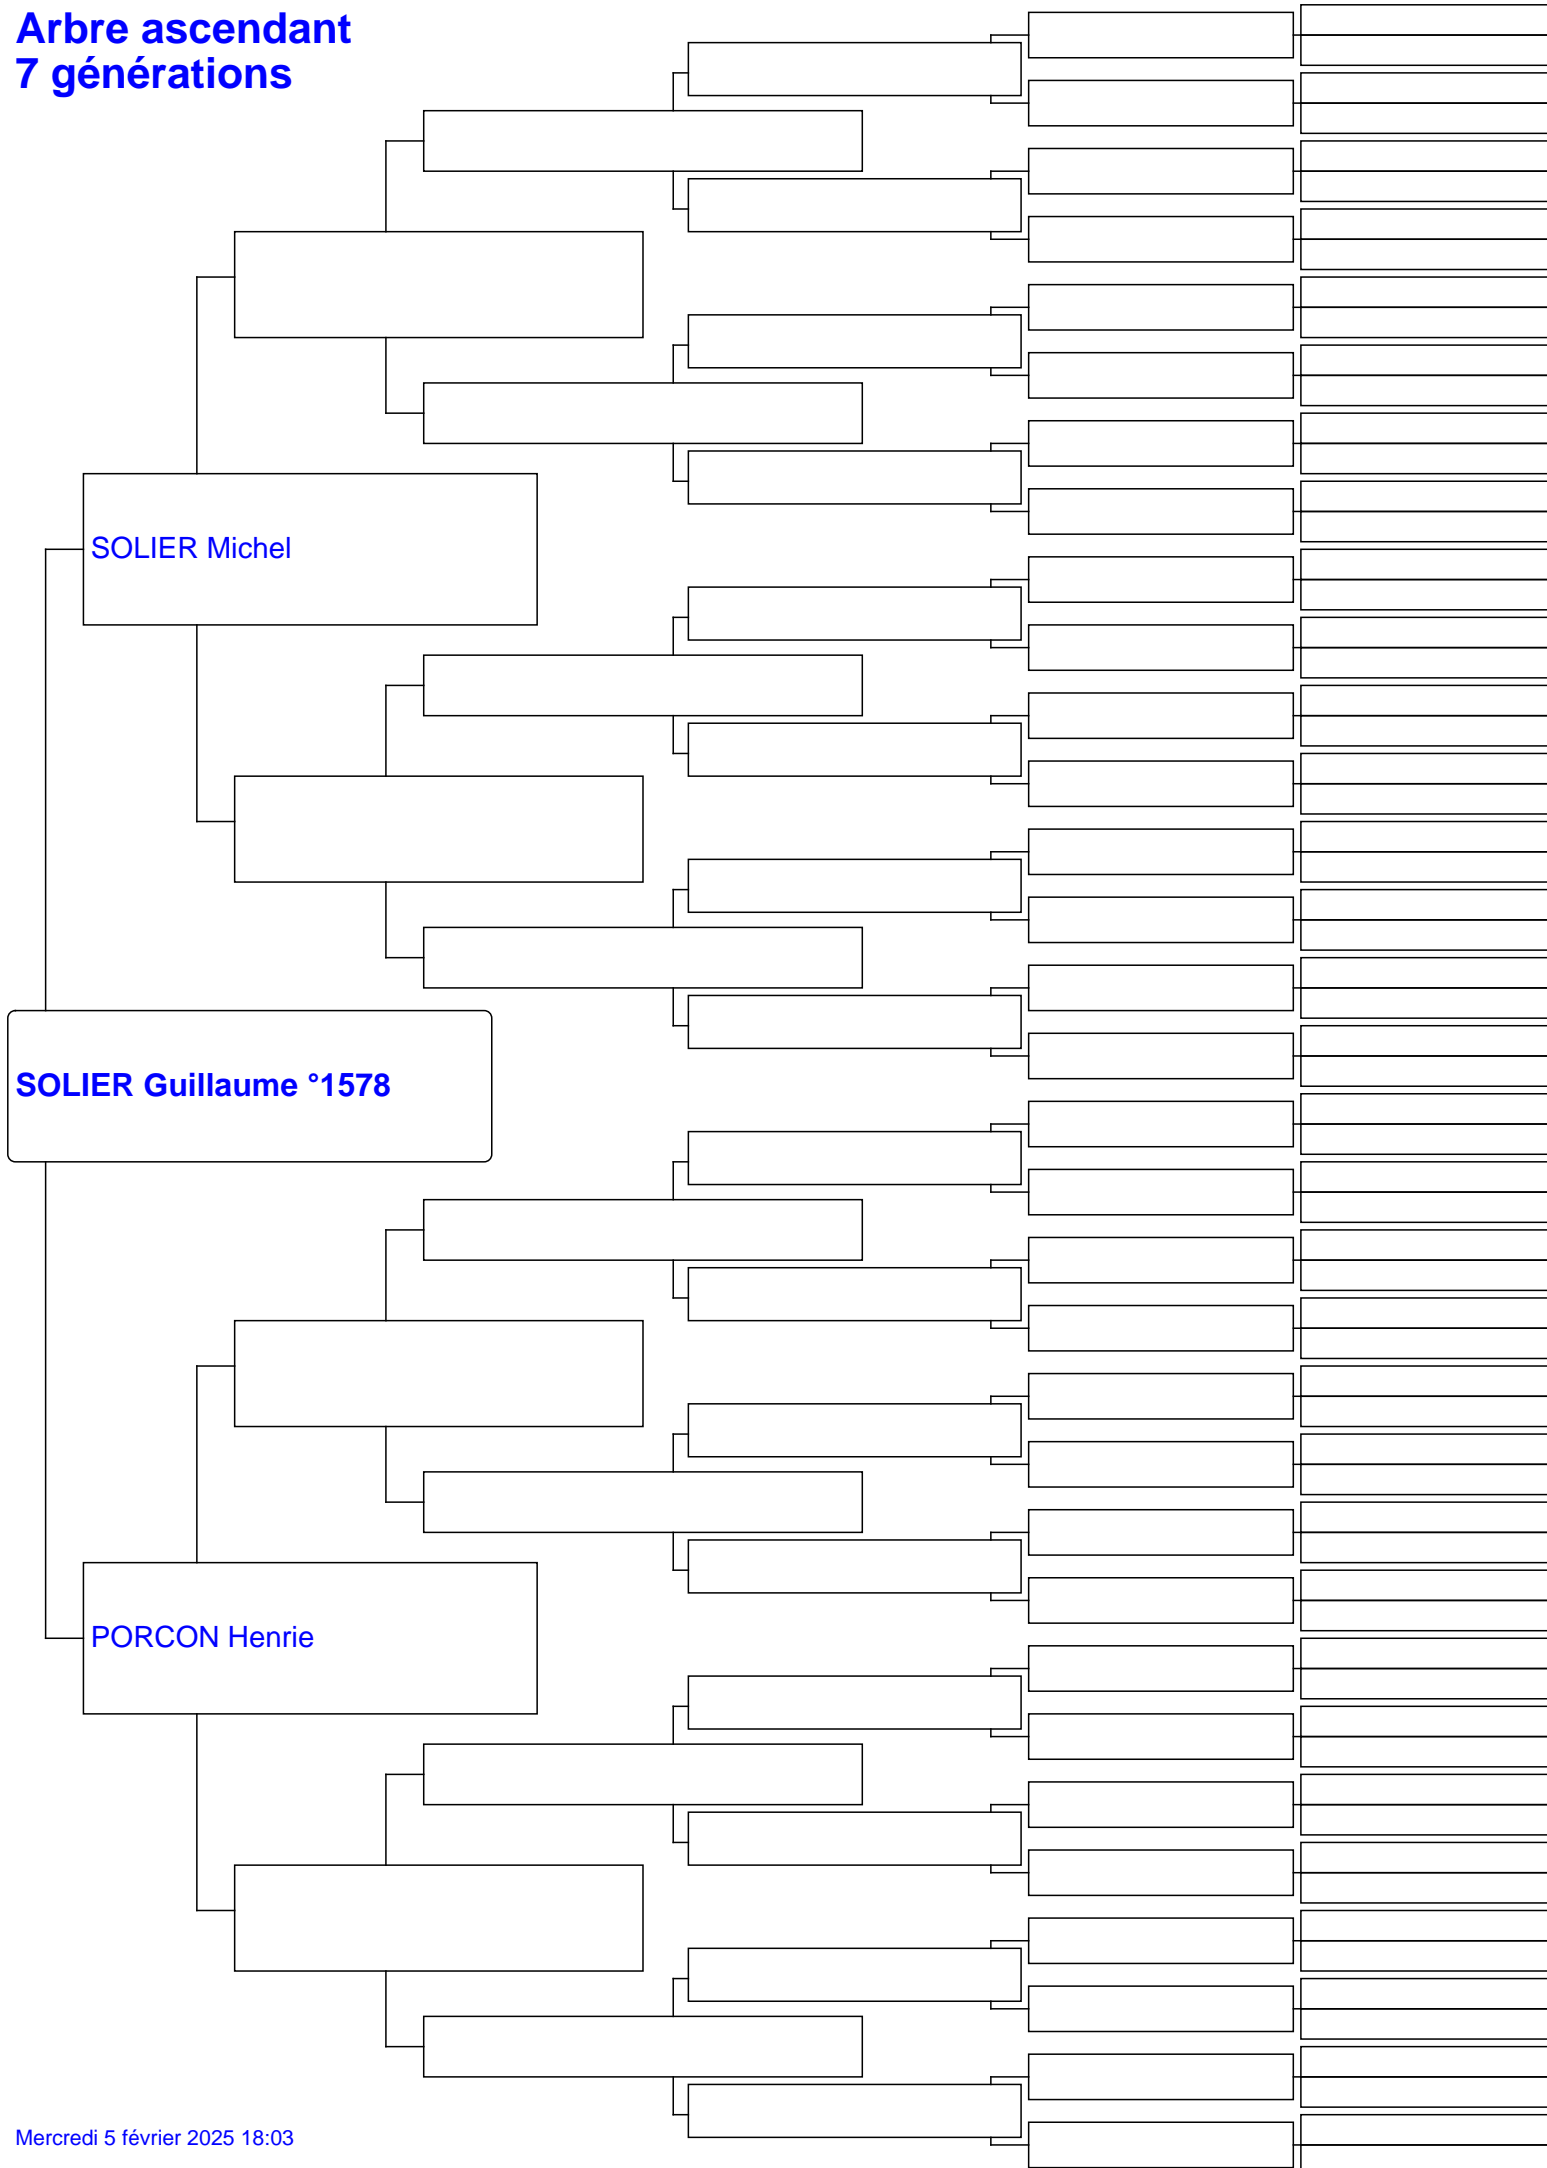 Arbre ascendant
7 générations
SOLIER Michel
SOLIER Guillaume °1578
PORCON Henrie
Mercredi 5 février 2025 18:03